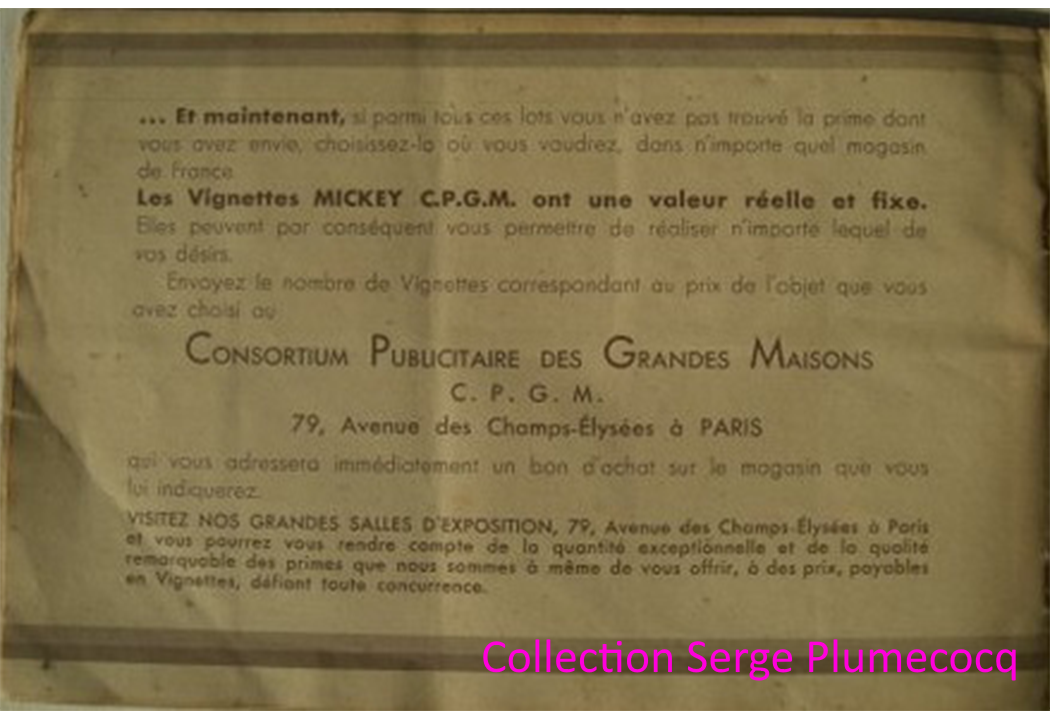 ... Et maintenant, si parmi tous ces lots vous n'avez pas trouvé la prime dont
vous avez envie, choisissez-la où vous voudrez, dans n'importe quel magasin
de France.
Les Vignettes MICKEY C.P.G.M. ont une valeur réelle et fixe.
Elles peuvent par conséquent vous permettre de réaliser n'importe lequel de
vos désirs.
Envoyez le nombre de Vignettes correspondant au prix de l'objet que vous
avez choisi au
CONSORTIUM PUBLICITAIRE DES GRANDES MAISONS
C. P. G. M.
79, Avenue des Champs-Élysées à PARIS
qui vous adressera immédiatement un bon d'achat sur le magasin que vous
lui indiquerez.
VISITEZ NOS GRANDES SALLES D'EXPOSITION, 79, Avenue des Champs-Élysées à Paris
et vous pourrez vous rendre compte de la quantité exceptionnelle et de la qualité
remarquable des primes que nous sommes à même de vous offrir, à des prix, payables
en Vignettes, défiant toute concurrence.
Collection Serge Plumecocq